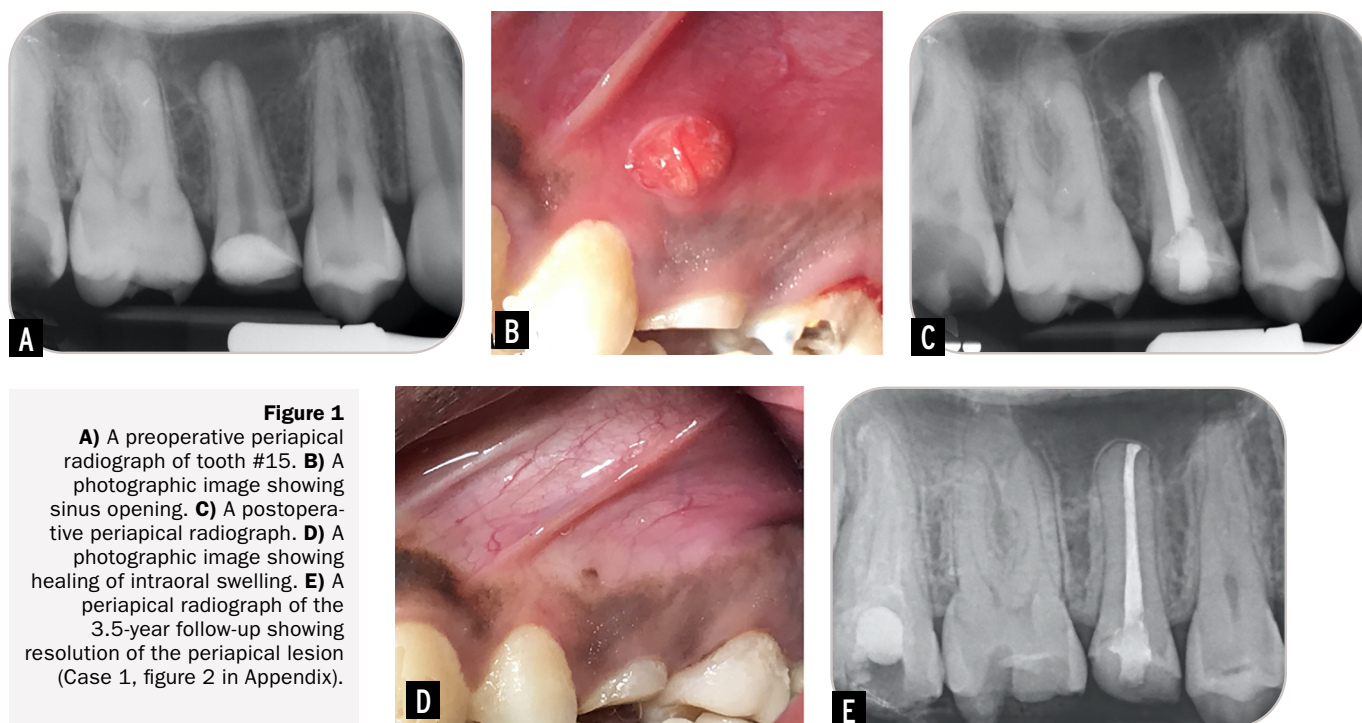 A
B
C
Figure 1
A) A preoperative periapical
radiograph of tooth #15. B) A
photographic image showing
sinus opening. C) A postopera-
tive periapical radiograph. D) A
photographic image showing
healing of intraoral swelling. E) A
periapical radiograph of the
3.5-year follow-up showing
resolution of the periapical lesion
(Case 1, figure 2 in Appendix).
D
E